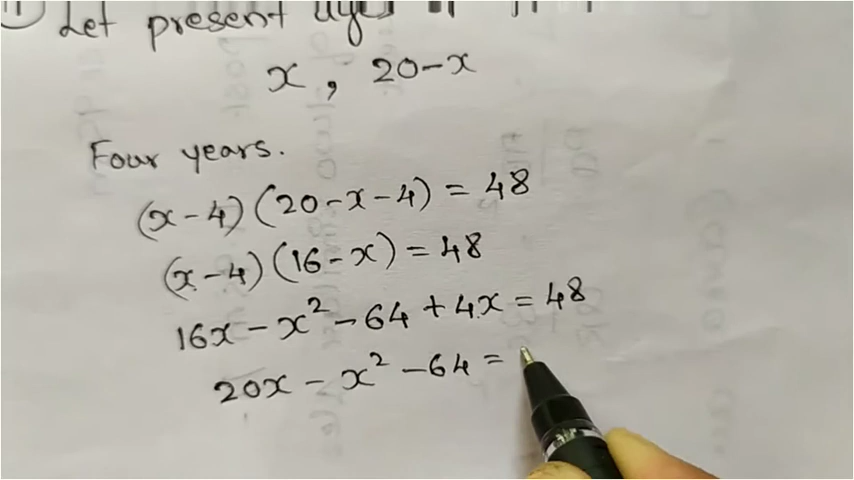 Let present ages
x , 20-x
Four years.
(x-4)(20-x-4) = 48
(x-4)(16-x) = 48
16x - x² - 64 + 4x = 48
20x - x² - 64 =